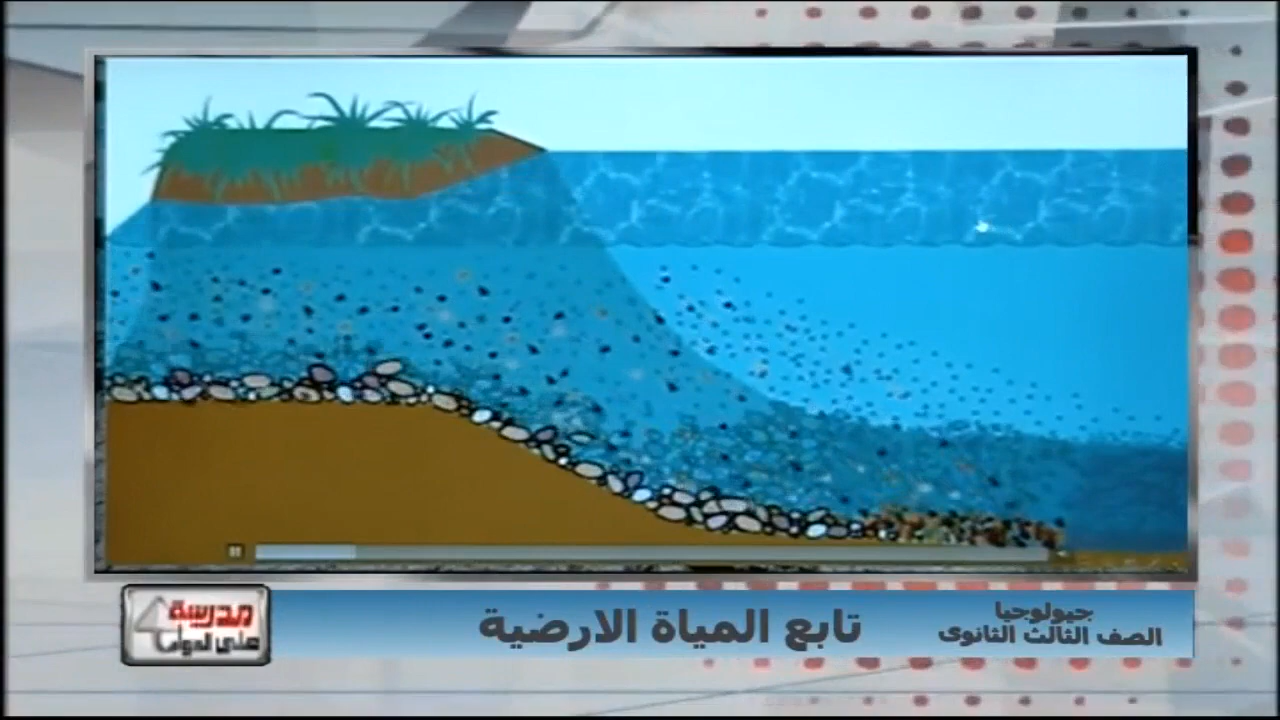 جيولوجيا
الصف الثالث الثانوى
تابع المياة الارضية
مدرسة
على الهواء